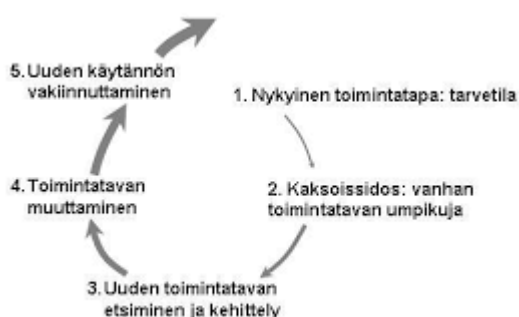 1. Nykyinen toimintatapa: tarvetila
2. Kaksoissidos: vanhan
toimintatavan umpikuja
3. Uuden toimintatavan
etsiminen ja kehittely
4. Toimintatavan
muuttaminen
5. Uuden käytännön
vakiinnuttaminen